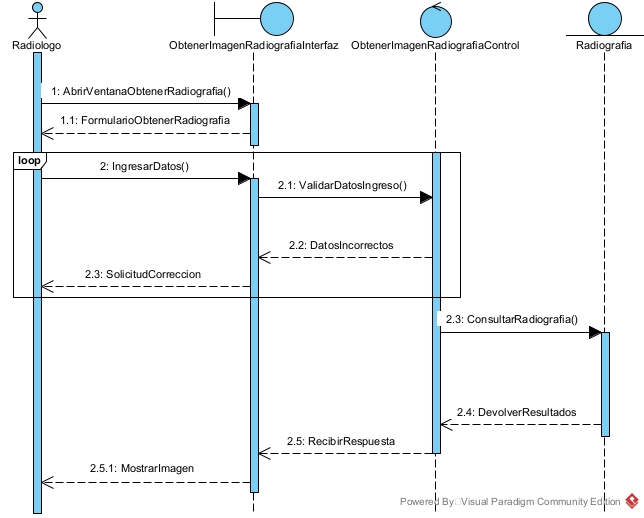 Radiologo
ObtenerImagenRadiografiaInterfaz
ObtenerImagenRadiografiaControl
Radiografia
1: AbrirVentanaObtenerRadiografia()
1.1: FormularioObtenerRadiografia
loop
2: IngresarDatos()
2.1: ValidarDatosIngreso()
2.2: DatosIncorrectos
2.3: SolicitudCorreccion
2.3: ConsultarRadiografia()
2.4: DevolverResultados
2.5: RecibirRespuesta
2.5.1: MostrarImagen
Powered By Visual Paradigm Community Edition